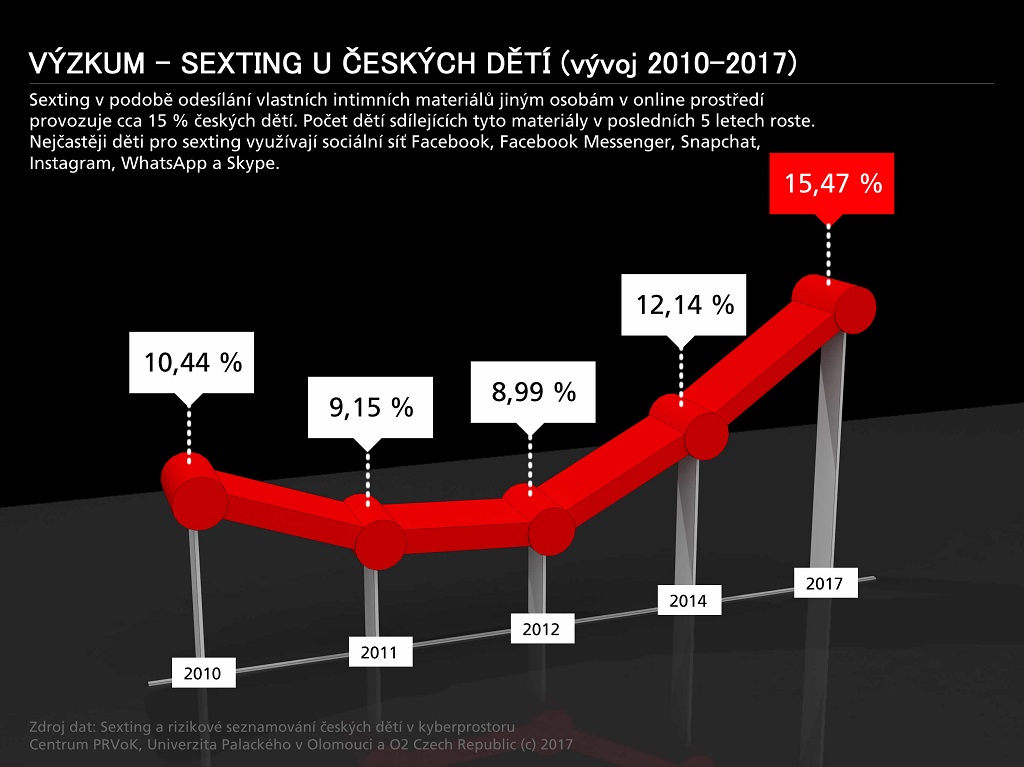 VÝZKUM – SEXTING U ČESKÝCH DĚTÍ (vývoj 2010–2017)
Sexting v podobě odesílání vlastních intimních materiálů jiným osobám v online prostředí
provozuje cca 15 % českých dětí. Počet dětí sdílejících tyto materiály v posledních 5 letech roste.
Nejčastěji děti pro sexting využívají sociální síť Facebook, Facebook Messenger, Snapchat,
Instagram, WhatsApp a Skype.
15,47 %
12,14 %
10,44 %
8,99 %
9,15 %
2017
2014
2012
2011
2010
Zdroj dat: Sexting a rizikové seznamování českých dětí v kyberprostoru
Centrum PRVoK, Univerzita Palackého v Olomouci a O2 Czech Republic (c) 2017